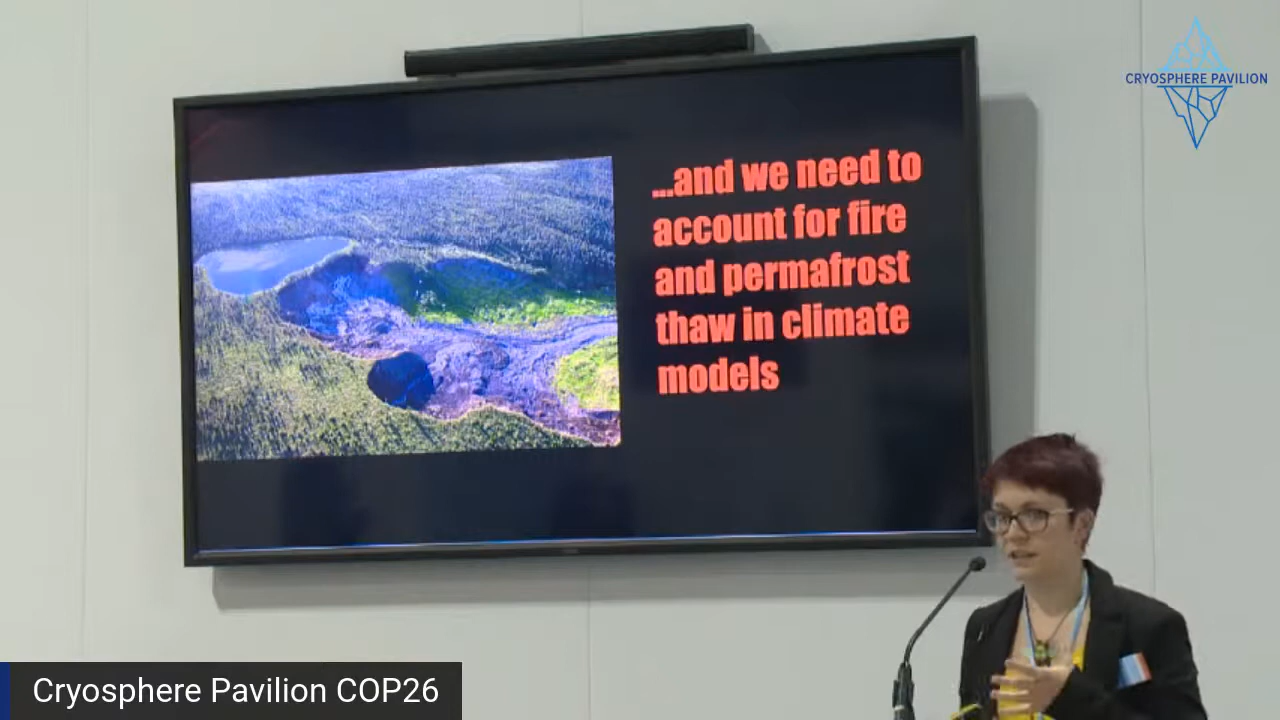 CRYOSPHERE PAVILION
...and we need to
account for fire
and permafrost
thaw in climate
models
Cryosphere Pavilion COP26